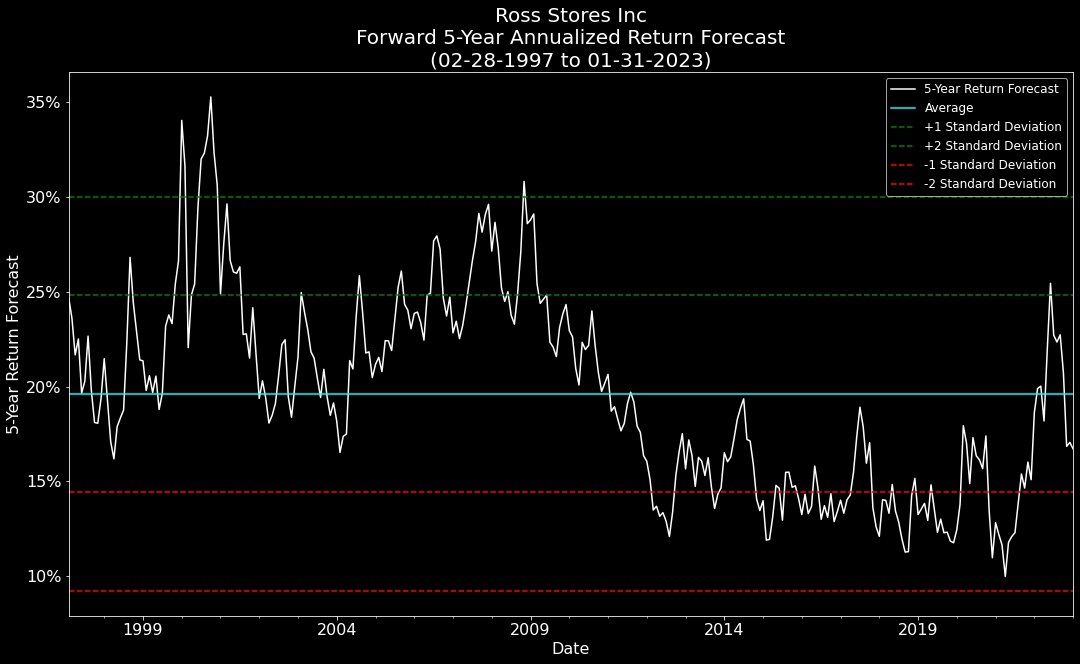 Ross Stores Inc
Forward 5-Year Annualized Return Forecast
(02-28-1997 to 01-31-2023)
5-Year Return Forecast
35%
30%
25%
20%
15%
10%
5-Year Return Forecast
Average
+1 Standard Deviation
+2 Standard Deviation
-1 Standard Deviation
-2 Standard Deviation
1999
2004
2009
2014
2019
Date